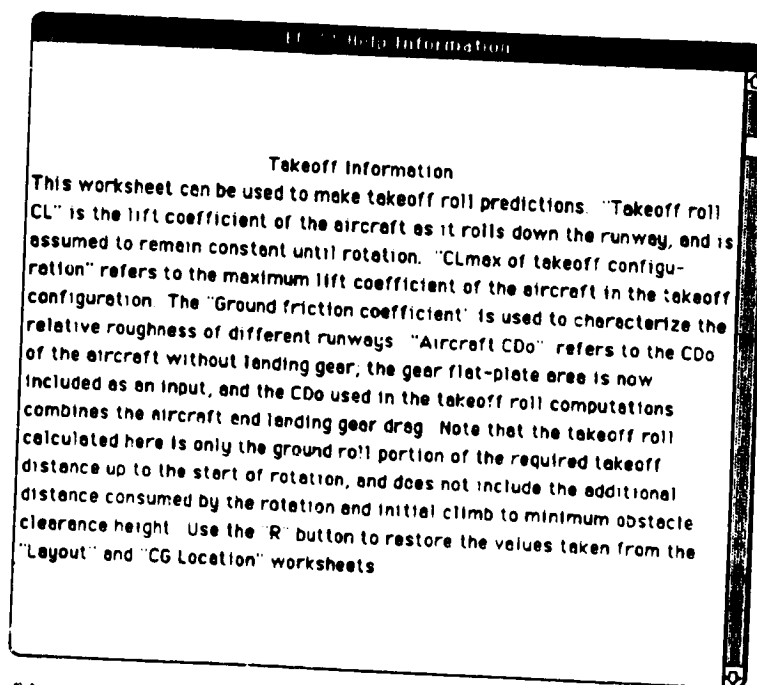 Help Information
Takeoff Information
This worksheet can be used to make takeoff roll predictions. "Takeoff roll
CL" is the lift coefficient of the aircraft as it rolls down the runway, and is
assumed to remain constant until rotation. "CLmax of takeoff configu-
ration" refers to the maximum lift coefficient of the aircraft in the takeoff
configuration. The "Ground friction coefficient' is used to characterize the
relative roughness of different runways "Aircraft CDo" refers to the CDo
of the aircraft without landing gear; the gear flat-plate area is now
included as an input, and the CDo used in the takeoff roll computations
combines the aircraft and landing gear drag Note that the takeoff roll
calculated here is only the ground roll portion of the required takeoff
distance up to the start of rotation, and does not include the additional
distance consumed by the rotation and initial climb to minimum obstacle
clearance height Use the "R" button to restore the values taken from the
"Layout" and "CG Location" worksheets